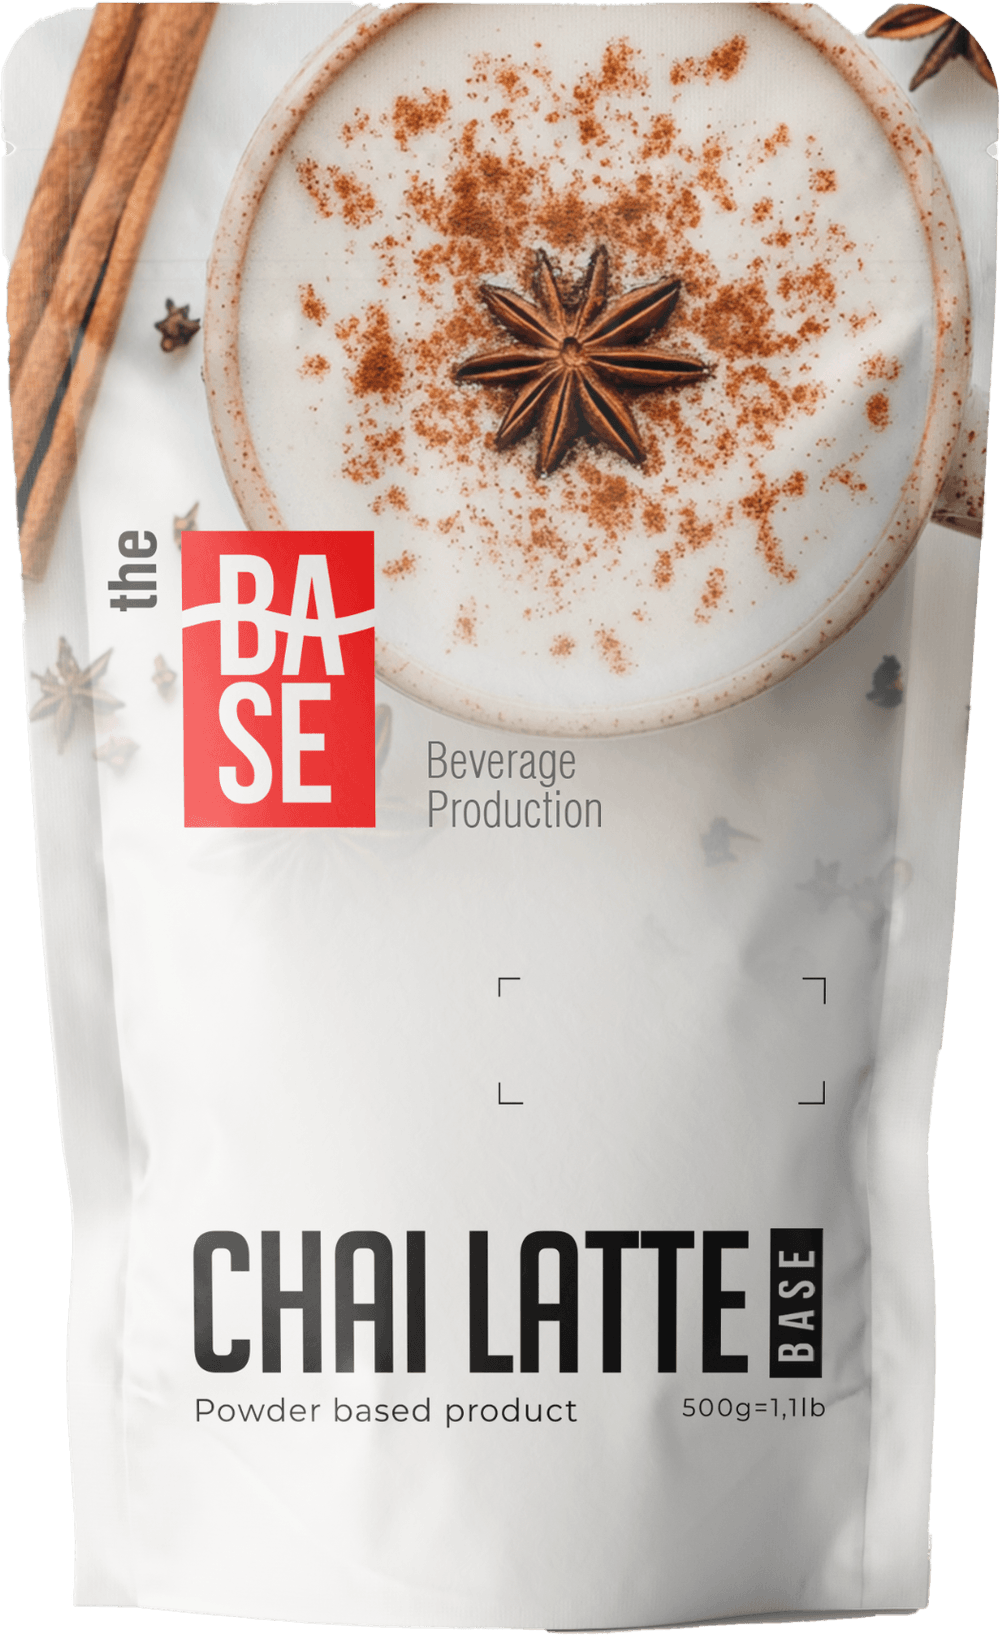 the
BA
SE
Beverage
Production
CHAI LATTE
BASE
Powder based product
500g=1,1lb